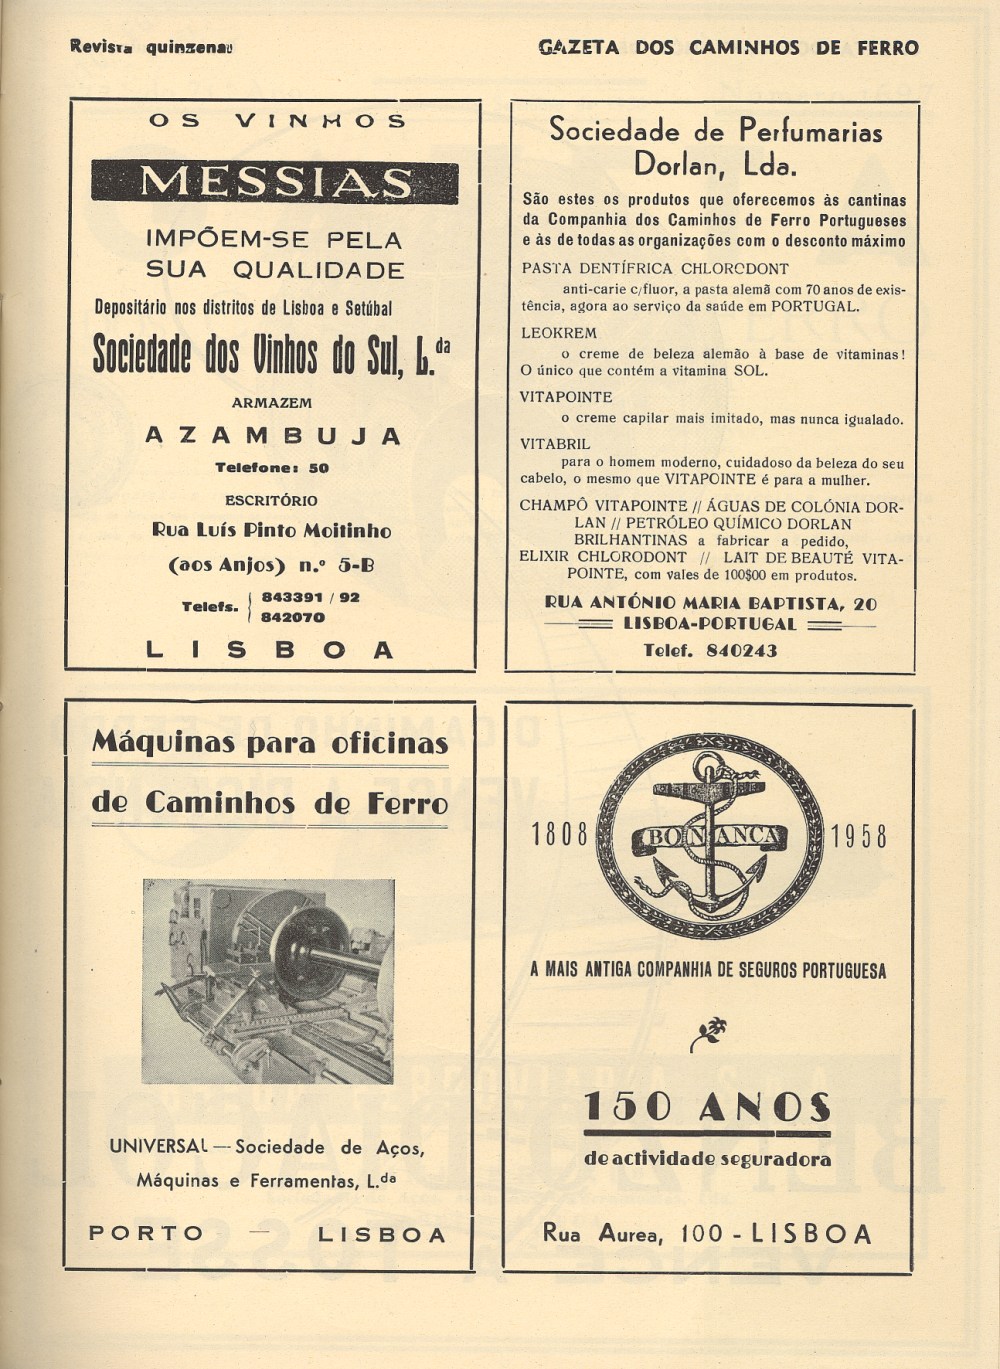 Revista quinzenal
GAZETA DOS CAMINHOS DE FERRO
OS VINHOS
MESSIAS
IMPÕEM-SE PELA
SUA QUALIDADE
Depositário nos distritos de Lisboa e Setúbal
Sociedade dos Vinhos do Sul, L.da
ARMAZEM
AZAMBUJA
Telefone: 50
ESCRITÓRIO
Rua Luís Pinto Moitinho
(aos Anjos) n.º 5-B
Telefs. 843391 / 92
842070
LISBOA
Sociedade de Perfumarias
Dorlan, Lda.
São estes os produtos que oferecemos às cantinas
da Companhia dos Caminhos de Ferro Portugueses
e às de todas as organizações com o desconto máximo
PASTA DENTÍFRICA CHLORODONT
anti-carie c/fluor, a pasta alemã com 70 anos de exis-
tência, agora ao serviço da saúde em PORTUGAL.
LEOKREM
o creme de beleza alemão à base de vitaminas!
O único que contém a vitamina SOL.
VITAPOINTE
o creme capilar mais imitado, mas nunca igualado.
VITABRIL
para o homem moderno, cuidadoso da beleza do seu
cabelo, o mesmo que VITAPOINTE é para a mulher.
CHAMPÔ VITAPOINTE // ÁGUAS DE COLÓNIA DOR-
LAN // PETRÓLEO QUÍMICO DORLAN
BRILHANTINAS a fabricar a pedido,
ELIXIR CHLORODONT // LAIT DE BEAUTÉ VITA-
POINTE, com vales de 100$00 em produtos.
RUA ANTÓNIO MARIA BAPTISTA, 20
LISBOA-PORTUGAL
Telef. 840243
Máquinas para oficinas
de Caminhos de Ferro
UNIVERSAL — Sociedade de Aços,
Máquinas e Ferramentas, L.da
PORTO — LISBOA
1808 BONANÇA 1958
A MAIS ANTIGA COMPANHIA DE SEGUROS PORTUGUESA
150 ANOS
de actividade seguradora
Rua Aurea, 100 - LISBOA